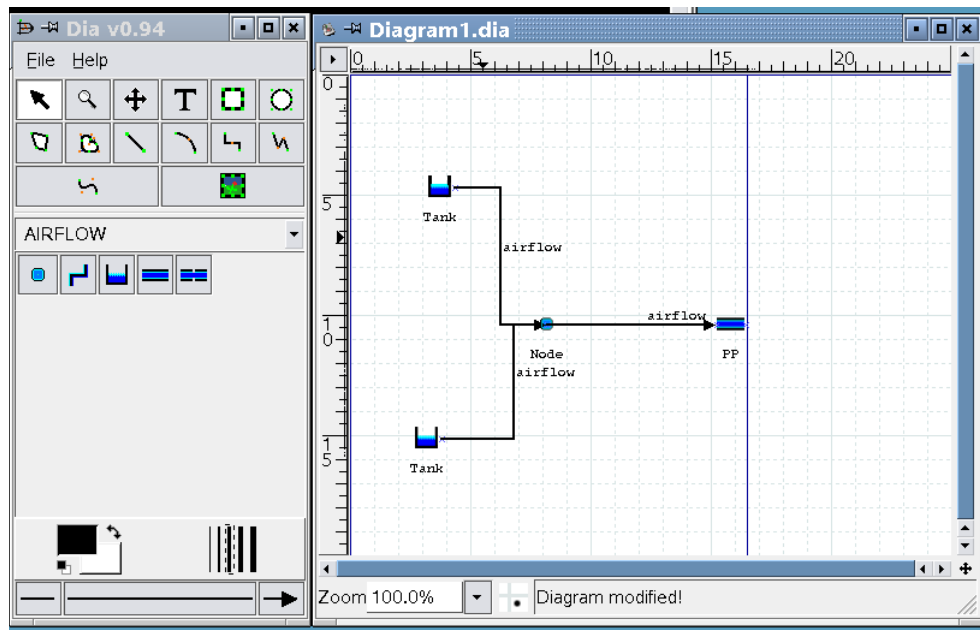 Dia v0.94
File Help
T
AIRFLOW
Diagram1.dia
0 5 10 15 20
0
5
10
15
Tank
airflow
airflow
Node
PP
airflow
Tank
Zoom 100.0%
Diagram modified!